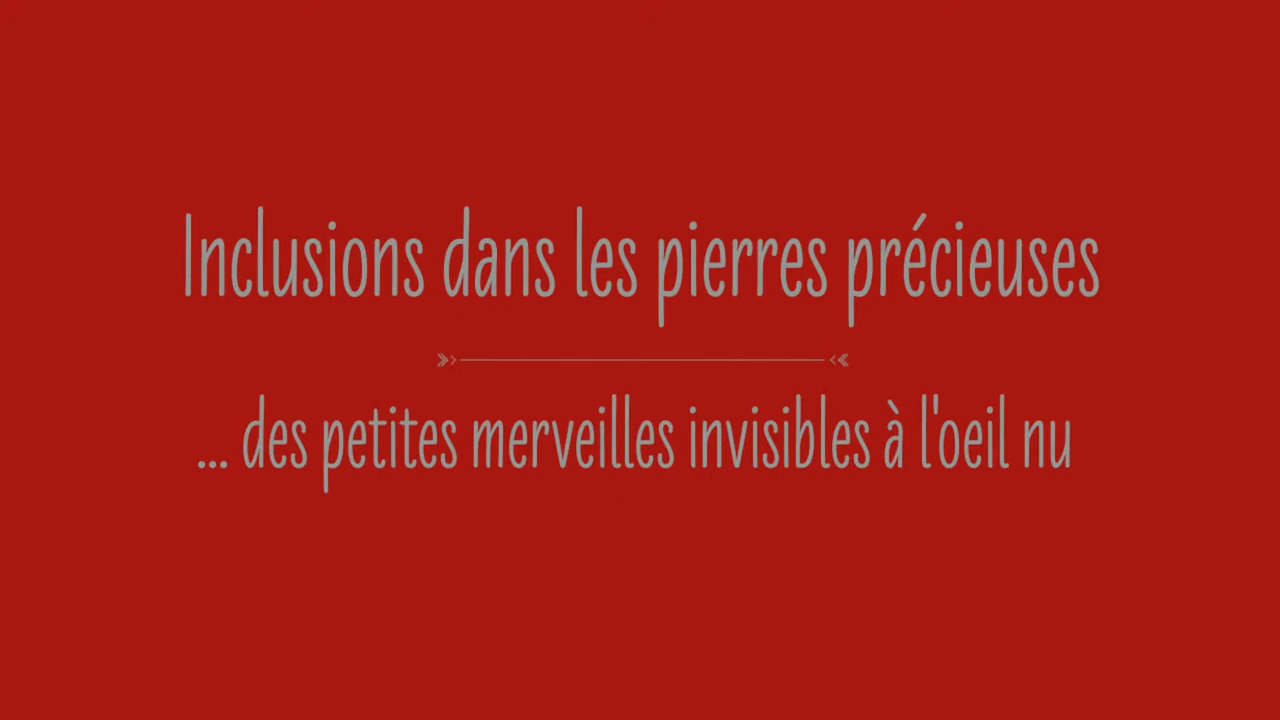 Inclusions dans les pierres précieuses
... des petites merveilles invisibles à l'oeil nu